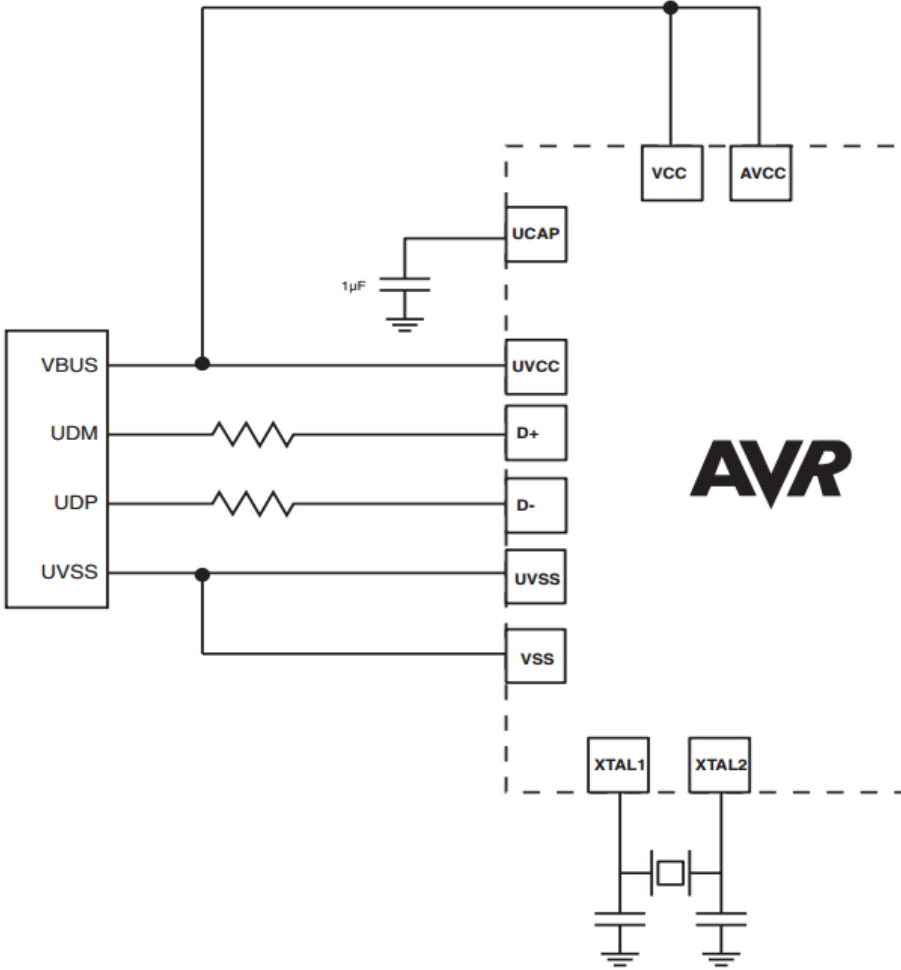 VCC
AVCC
UCAP
1µF
VBUS
UVCC
UDM
D+
UDP
D-
UVSS
UVSS
VSS
AVR
XTAL1
XTAL2